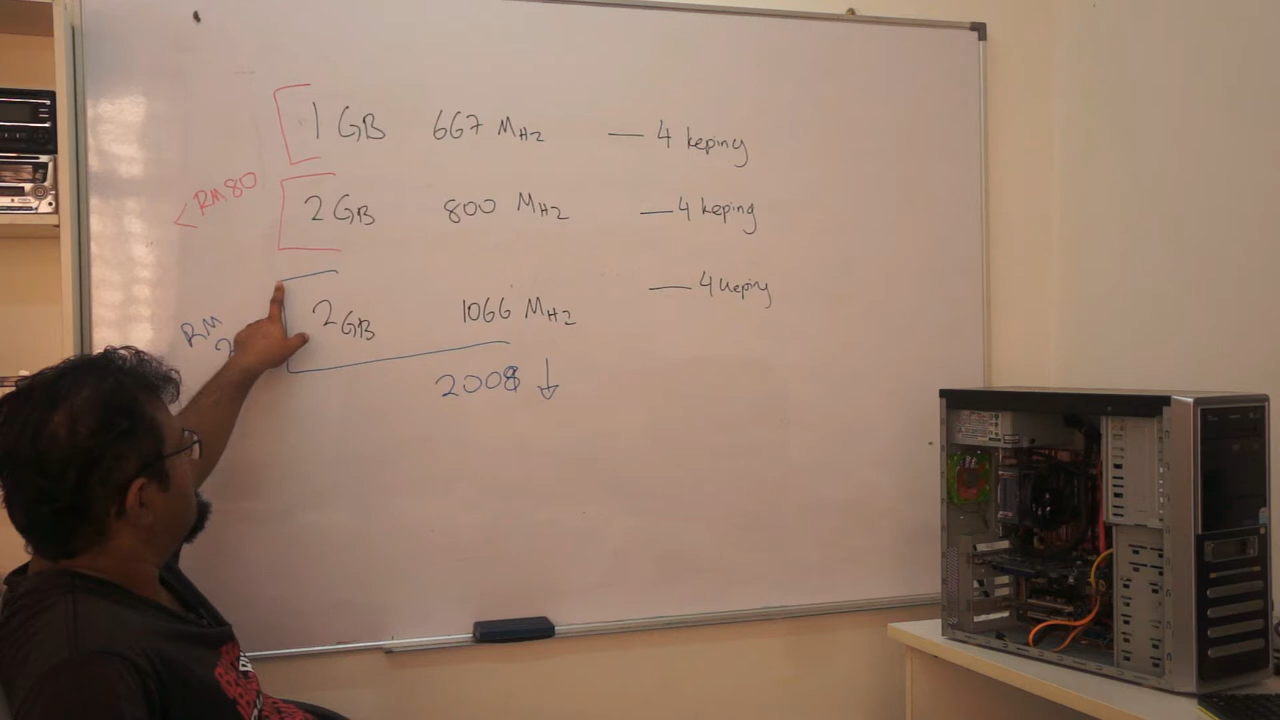 1 GB 667 MHz — 4 keping
< RM80
2 GB 800 MHz — 4 keping
2 GB 1066 MHz — 4 keping
RM
2008 ↓